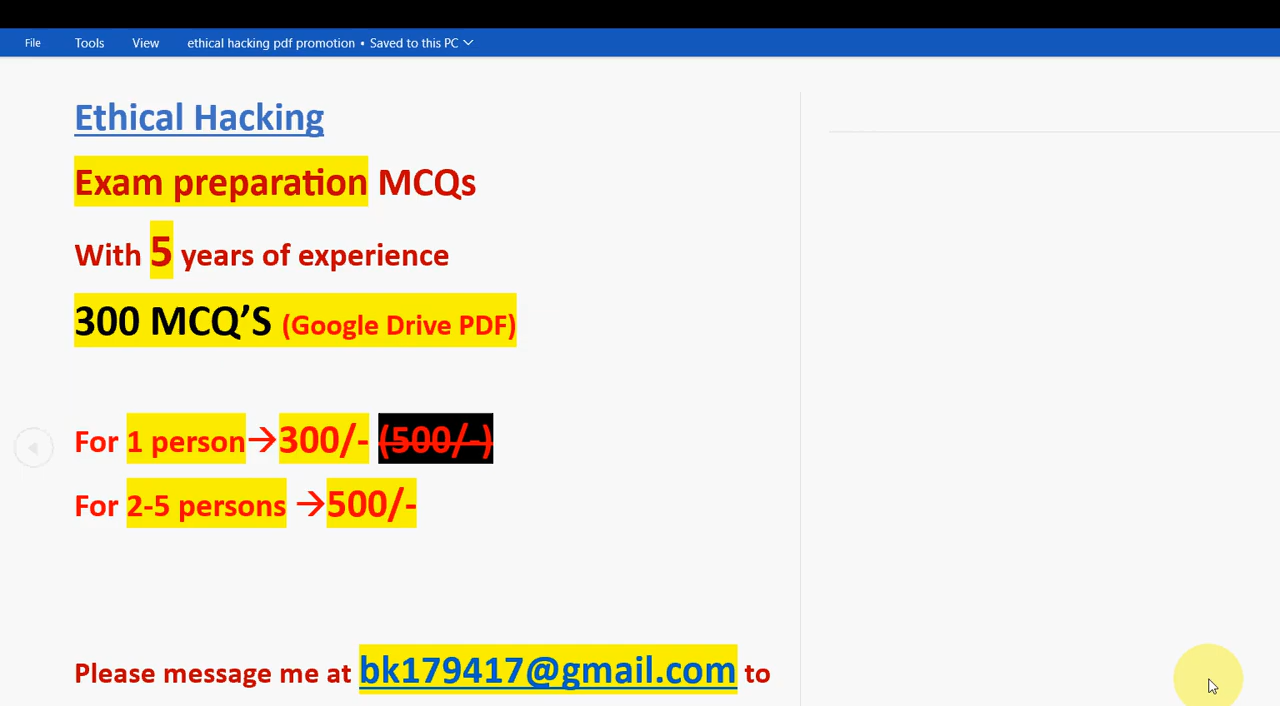 File Tools View ethical hacking pdf promotion • Saved to this PC
Ethical Hacking
Exam preparation MCQs
With 5 years of experience
300 MCQ’S (Google Drive PDF)
For 1 person→300/- (500/-)
For 2-5 persons →500/-
Please message me at bk179417@gmail.com to